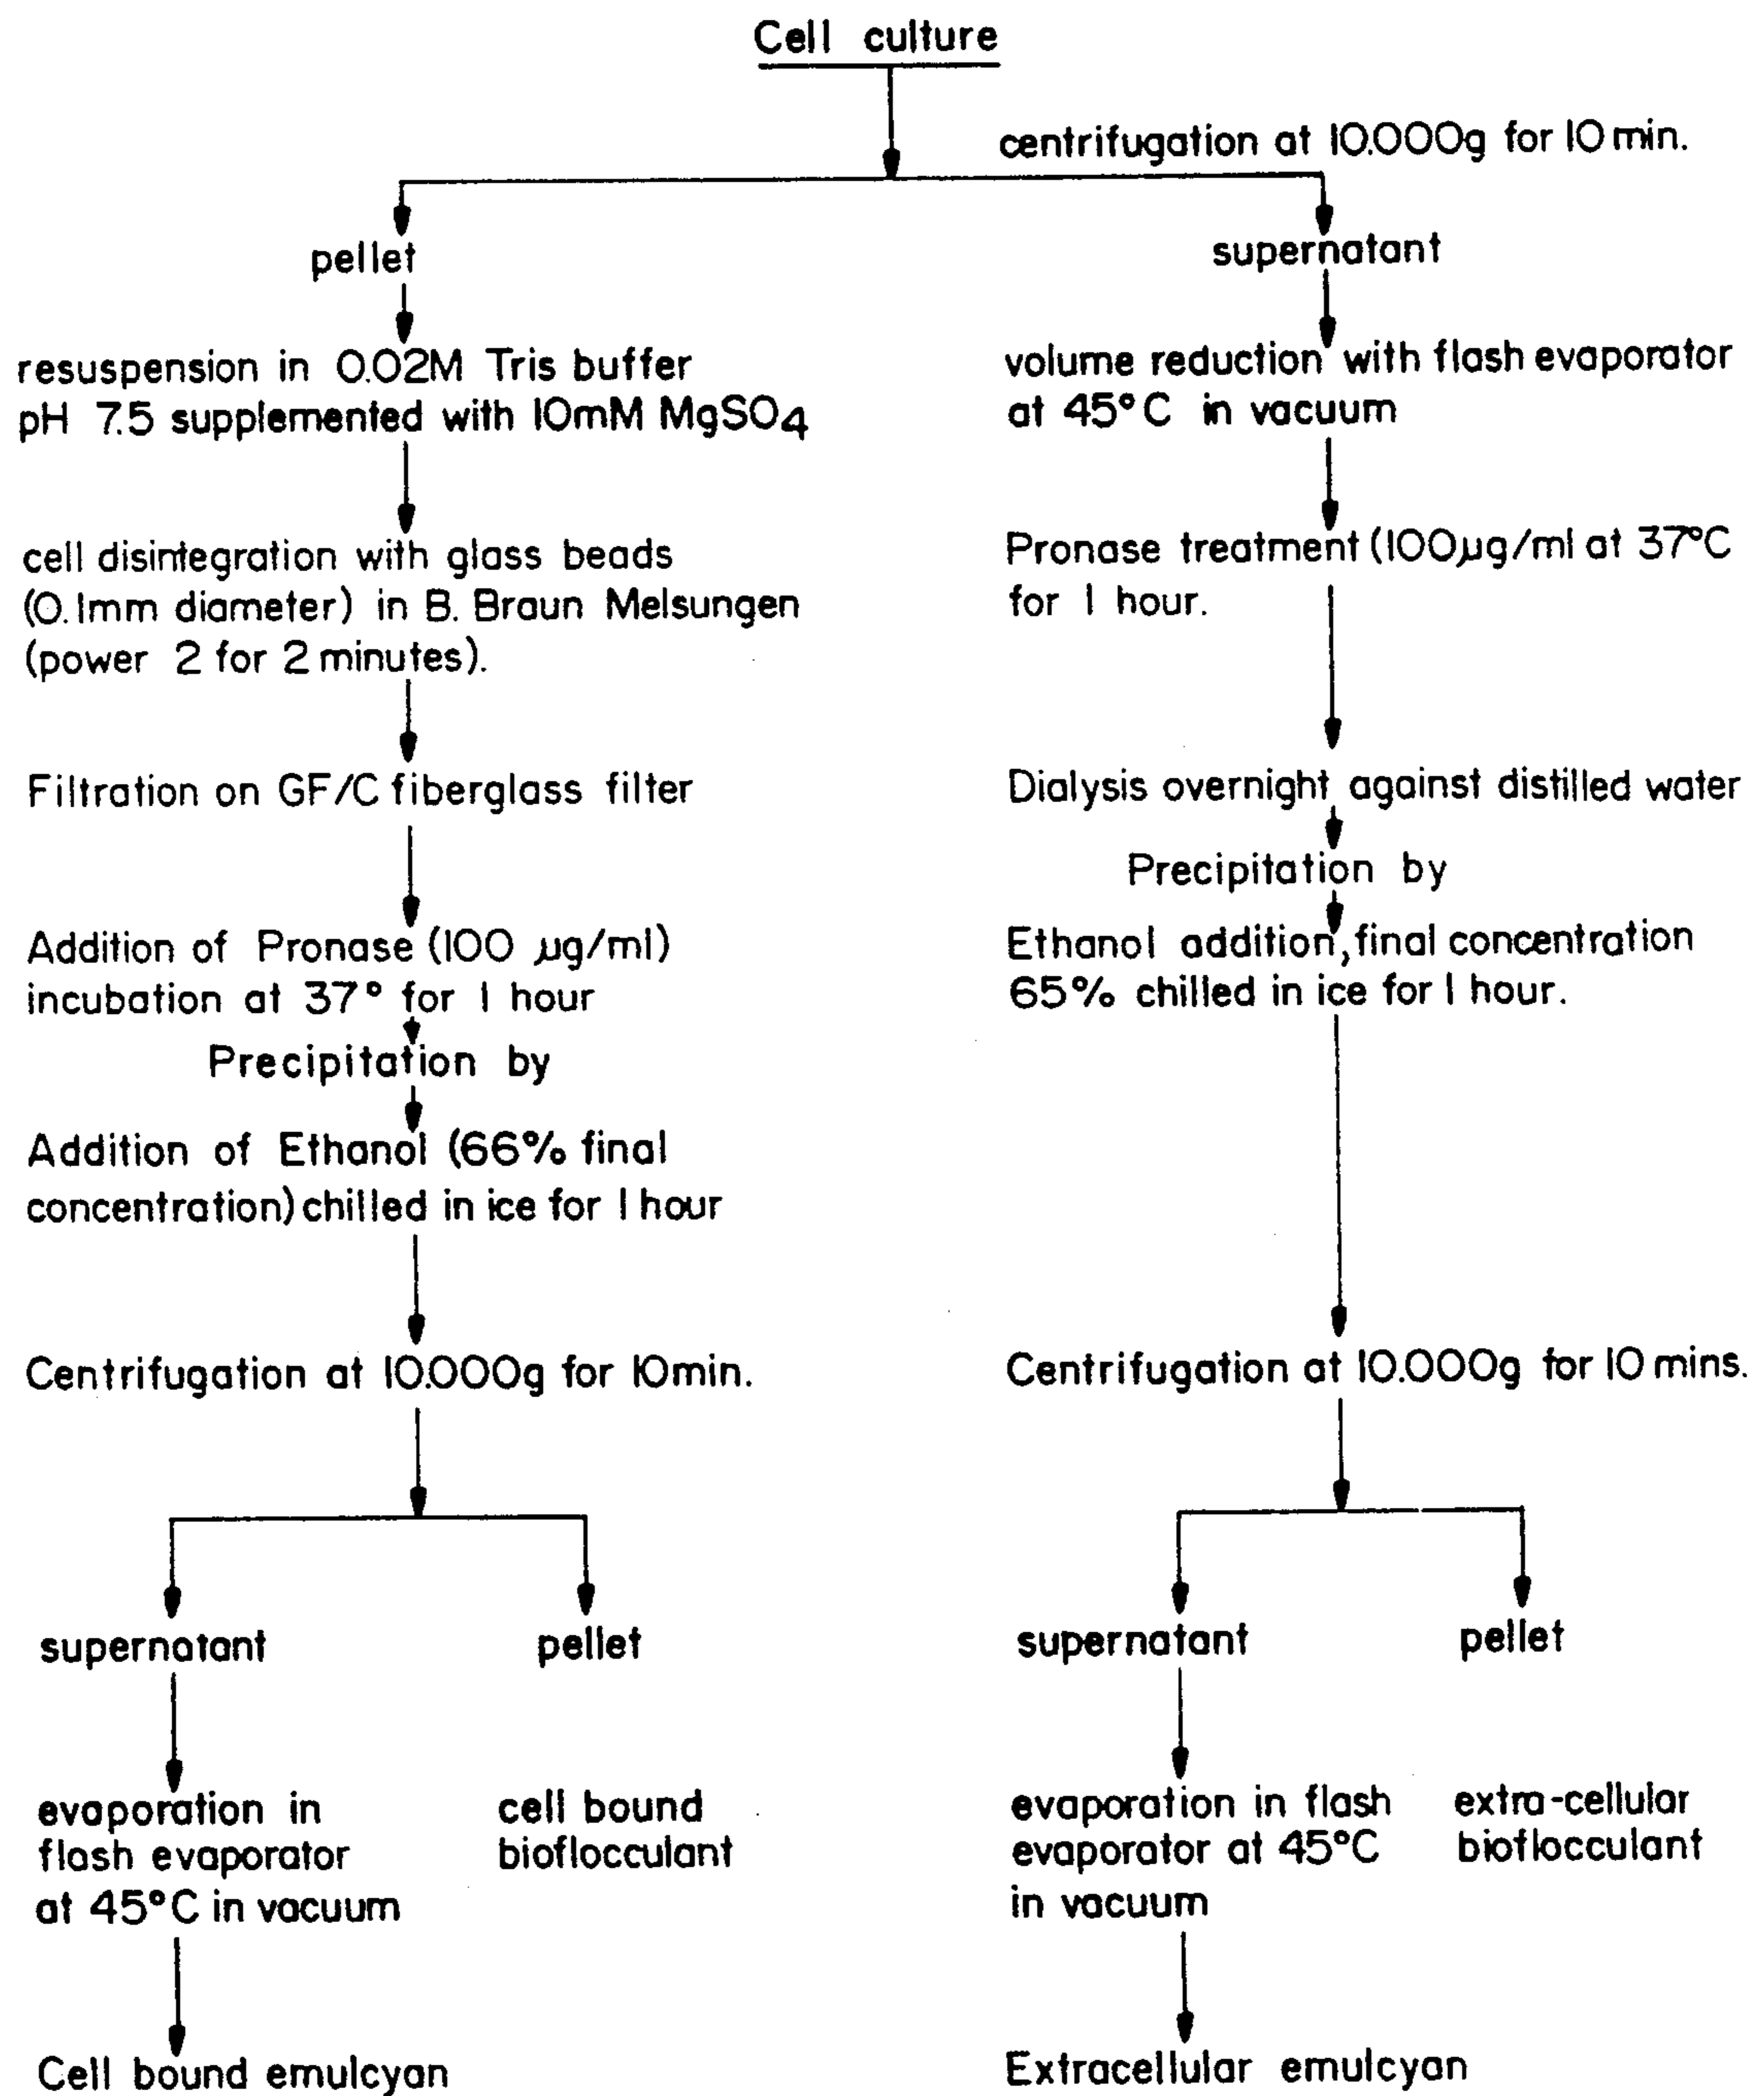 Cell culture
centrifugation at 10.000g for 10 min.
pellet
resuspension in 0.02M Tris buffer
pH 7.5 supplemented with 10mM MgSO4
cell disintegration with glass beads
(0.1mm diameter) in B. Braun Melsungen
(power 2 for 2 minutes).
Filtration on GF/C fiberglass filter
Addition of Pronase (100 µg/ml)
incubation at 37° for 1 hour
Precipitation by
Addition of Ethanol (66% final
concentration) chilled in ice for 1 hour
Centrifugation at 10.000g for 10min.
supernatant
evaporation in
flash evaporator
at 45°C in vacuum
Cell bound emulcyan
pellet
cell bound
bioflocculant
supernatant
volume reduction with flash evaporator
at 45°C in vacuum
Pronase treatment (100µg/ml at 37°C
for 1 hour.
Dialysis overnight against distilled water
Precipitation by
Ethanol addition, final concentration
65% chilled in ice for 1 hour.
Centrifugation at 10.000g for 10 mins.
supernatant
evaporation in flash
evaporator at 45°C
in vacuum
Extracellular emulcyan
pellet
extra-cellular
bioflocculant